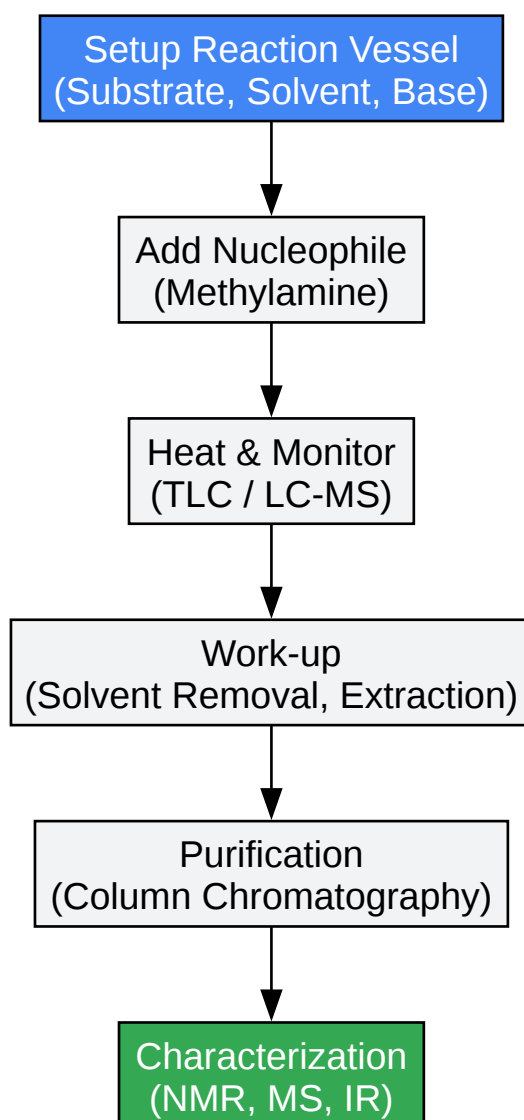 Setup Reaction Vessel
(Substrate, Solvent, Base)
Add Nucleophile
(Methylamine)
Heat & Monitor
(TLC / LC-MS)
Work-up
(Solvent Removal, Extraction)
Purification
(Column Chromatography)
Characterization
(NMR, MS, IR)